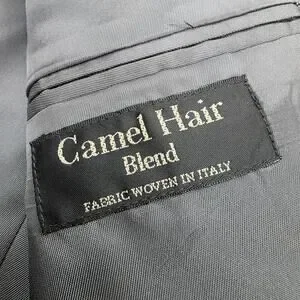 Camel Hair
Blend
FABRIC WOVEN IN ITALY